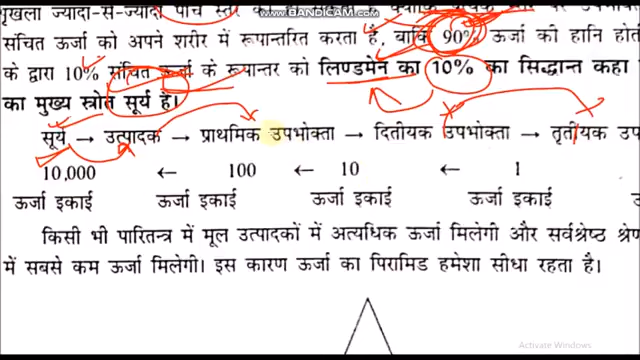 शृंखला ज्यादा-से-ज्यादा पाँच स्तर
संचित ऊर्जा को अपने शरीर में रूपान्तरित करता है, बाकि 90% ऊर्जा की हानि होती
के द्वारा 10% संचित ऊर्जा के रूपान्तर को लिण्डमेन का 10% का सिद्धान्त कहा
का मुख्य स्त्रोत सूर्य है।
सूर्य → उत्पादक → प्राथमिक उपभोक्ता → दितीयक उपभोक्ता → तृतीयक उप
10,000 ← 100 ← 10 ← 1
ऊर्जा इकाई ऊर्जा इकाई ऊर्जा इकाई ऊर्जा इकाई
किसी भी पारितन्त्र में मूल उत्पादकों में अत्यधिक ऊर्जा मिलेगी और सर्वश्रेष्ठ श्रेण
में सबसे कम ऊर्जा मिलेगी। इस कारण ऊर्जा का पिरामिड हमेशा सीधा रहता है।
www.BANDICAM.com
Activate Windows